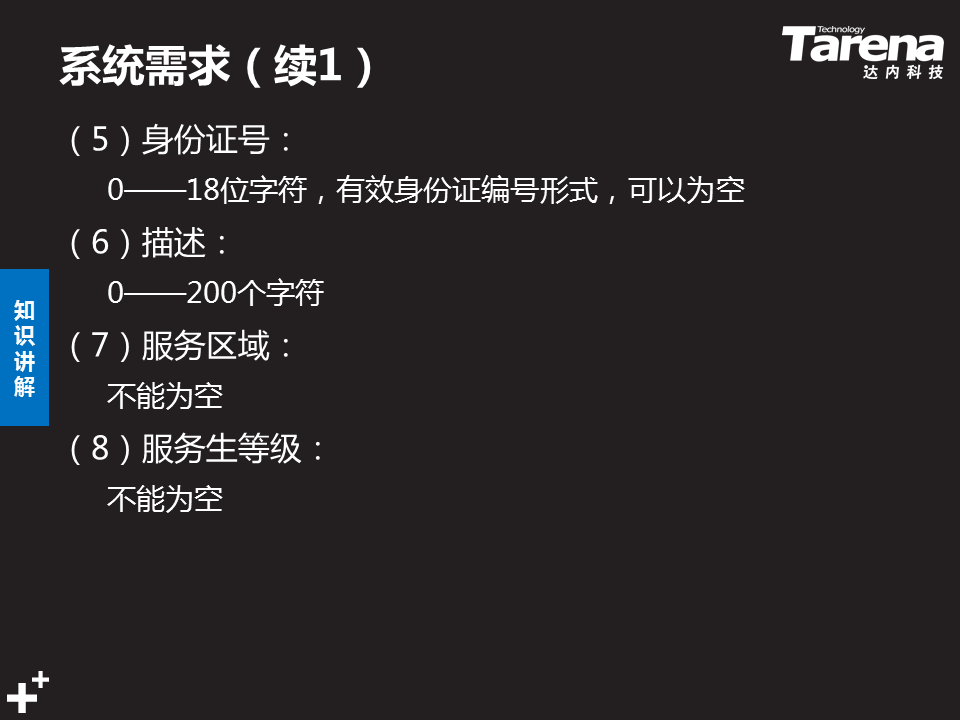 系统需求（续1）
Technology
Tarena
达内科技
（5）身份证号：
0——18位字符，有效身份证编号形式，可以为空
（6）描述：
0——200个字符
（7）服务区域：
不能为空
（8）服务生等级：
不能为空
知识讲解